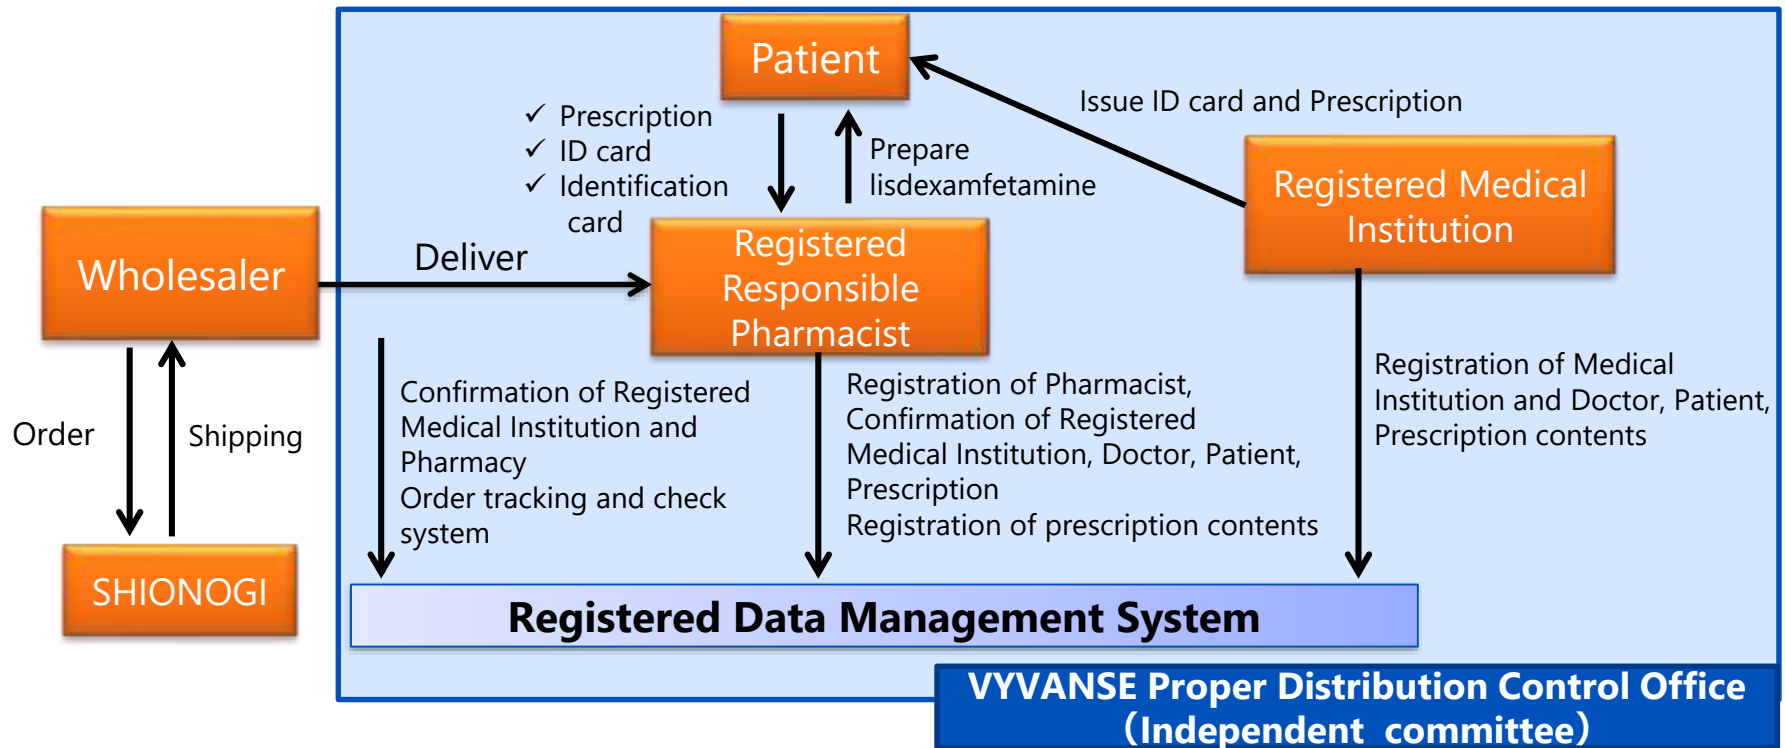 Patient
Issue ID card and Prescription
✓ Prescription
✓ ID card
✓ Identification
card
Prepare
lisdexamfetamine
Registered Medical
Institution
Wholesaler
Deliver
Registered
Responsible
Pharmacist
Order
Shipping
Confirmation of Registered
Medical Institution and
Pharmacy
Order tracking and check
system
Registration of Pharmacist,
Confirmation of Registered
Medical Institution, Doctor, Patient,
Prescription
Registration of prescription contents
Registration of Medical
Institution and Doctor, Patient,
Prescription contents
SHIONOGI
Registered Data Management System
VYVANSE Proper Distribution Control Office
（Independent committee）